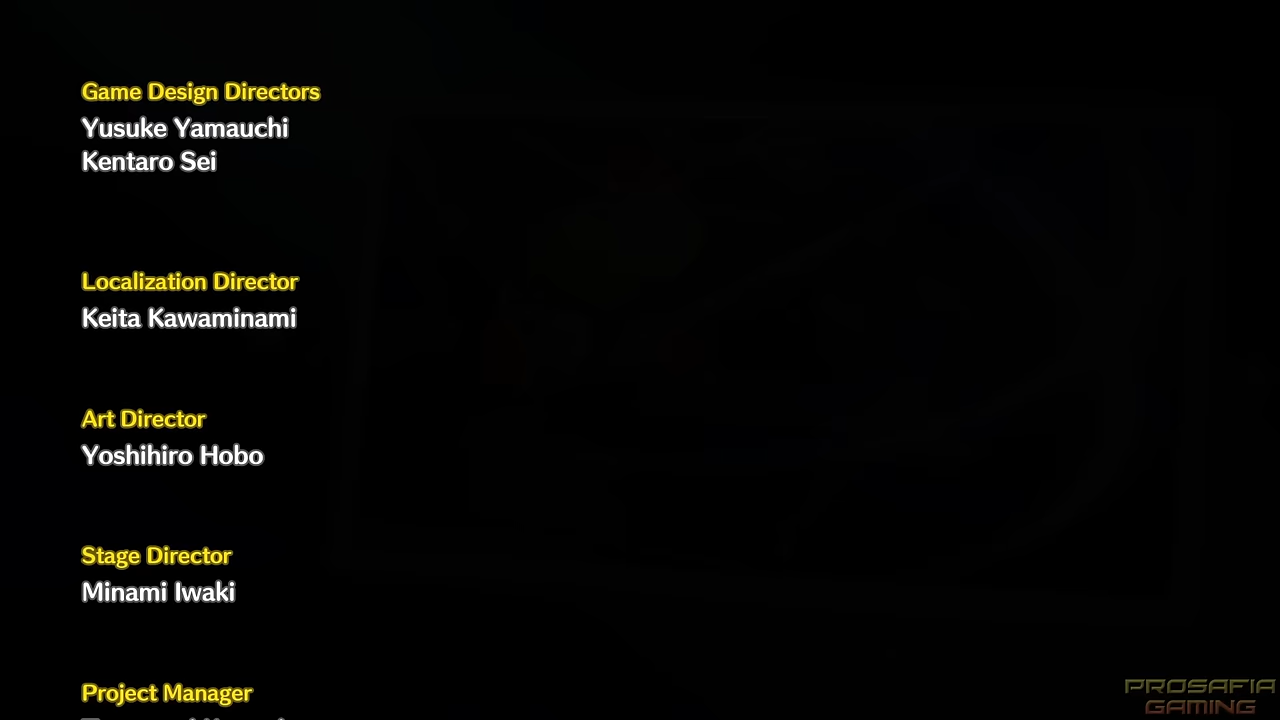 Game Design Directors
Yusuke Yamauchi
Kentaro Sei
Localization Director
Keita Kawaminami
Art Director
Yoshihiro Hobo
Stage Director
Minami Iwaki
Project Manager
PROSAFIA
GAMING